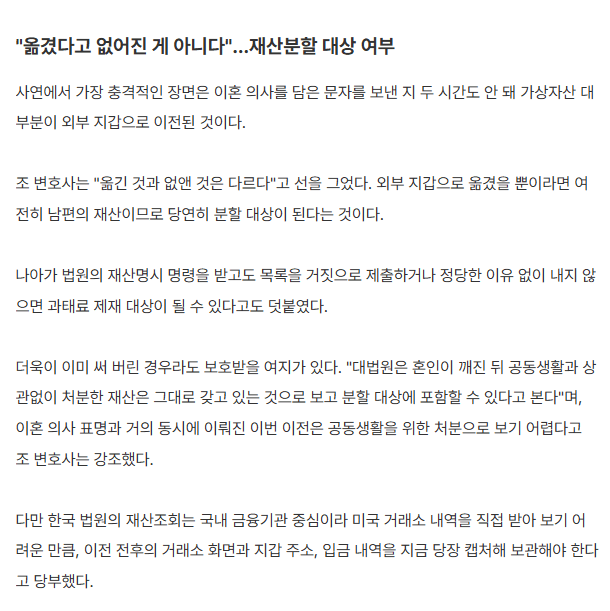 "옮겼다고 없어진 게 아니다"...재산분할 대상 여부
사연에서 가장 충격적인 장면은 이혼 의사를 담은 문자를 보낸 지 두 시간도 안 돼 가상자산 대
부분이 외부 지갑으로 이전된 것이다.
조 변호사는 "옮긴 것과 없앤 것은 다르다"고 선을 그었다. 외부 지갑으로 옮겼을 뿐이라면 여
전히 남편의 재산이므로 당연히 분할 대상이 된다는 것이다.
나아가 법원의 재산명시 명령을 받고도 목록을 거짓으로 제출하거나 정당한 이유 없이 내지 않
으면 과태료 제재 대상이 될 수 있다고도 덧붙였다.
더욱이 이미 써 버린 경우라도 보호받을 여지가 있다. "대법원은 혼인이 깨진 뒤 공동생활과 상
관없이 처분한 재산은 그대로 갖고 있는 것으로 보고 분할 대상에 포함할 수 있다고 본다"며,
이혼 의사 표명과 거의 동시에 이뤄진 이번 이전은 공동생활을 위한 처분으로 보기 어렵다고
조 변호사는 강조했다.
다만 한국 법원의 재산조회는 국내 금융기관 중심이라 미국 거래소 내역을 직접 받아 보기 어
려운 만큼, 이전 전후의 거래소 화면과 지갑 주소, 입금 내역을 지금 당장 캡처해 보관해야 한다
고 당부했다.